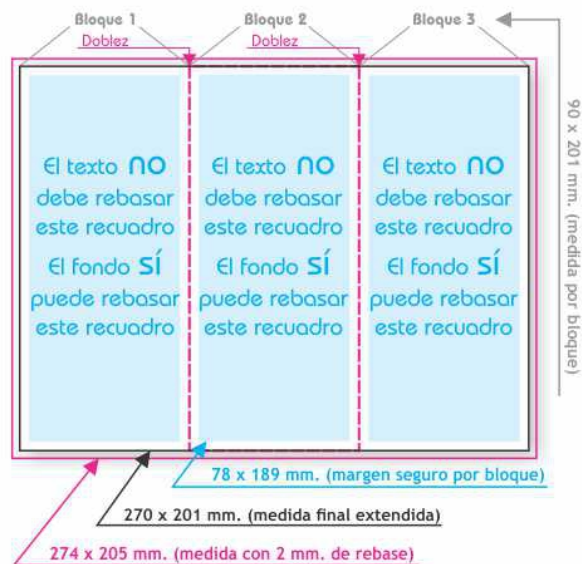 Bloque 1
Bloque 2
Bloque 3
Doblez
Doblez
90 x 201 mm. (medida por bloque)
El texto NO
debe rebasar
este recuadro
El fondo SÍ
puede rebasar
este recuadro
El texto NO
debe rebasar
este recuadro
El fondo SÍ
puede rebasar
este recuadro
El texto NO
debe rebasar
este recuadro
El fondo SÍ
puede rebasar
este recuadro
78 x 189 mm. (margen seguro por bloque)
270 x 201 mm. (medida final extendida)
274 x 205 mm. (medida con 2 mm. de rebase)